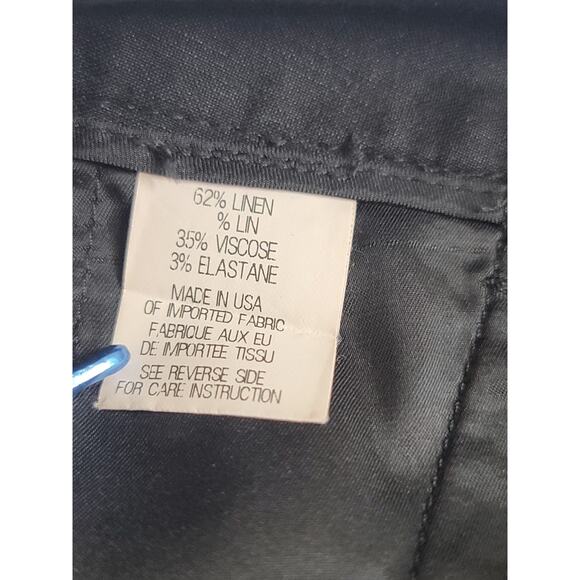 62% LINEN
% LIN
35% VISCOSE
3% ELASTANE
MADE IN USA
OF IMPORTED FABRIC
FABRIQUE AUX EU
DE IMPORTEE TISSU
SEE REVERSE SIDE
FOR CARE INSTRUCTION